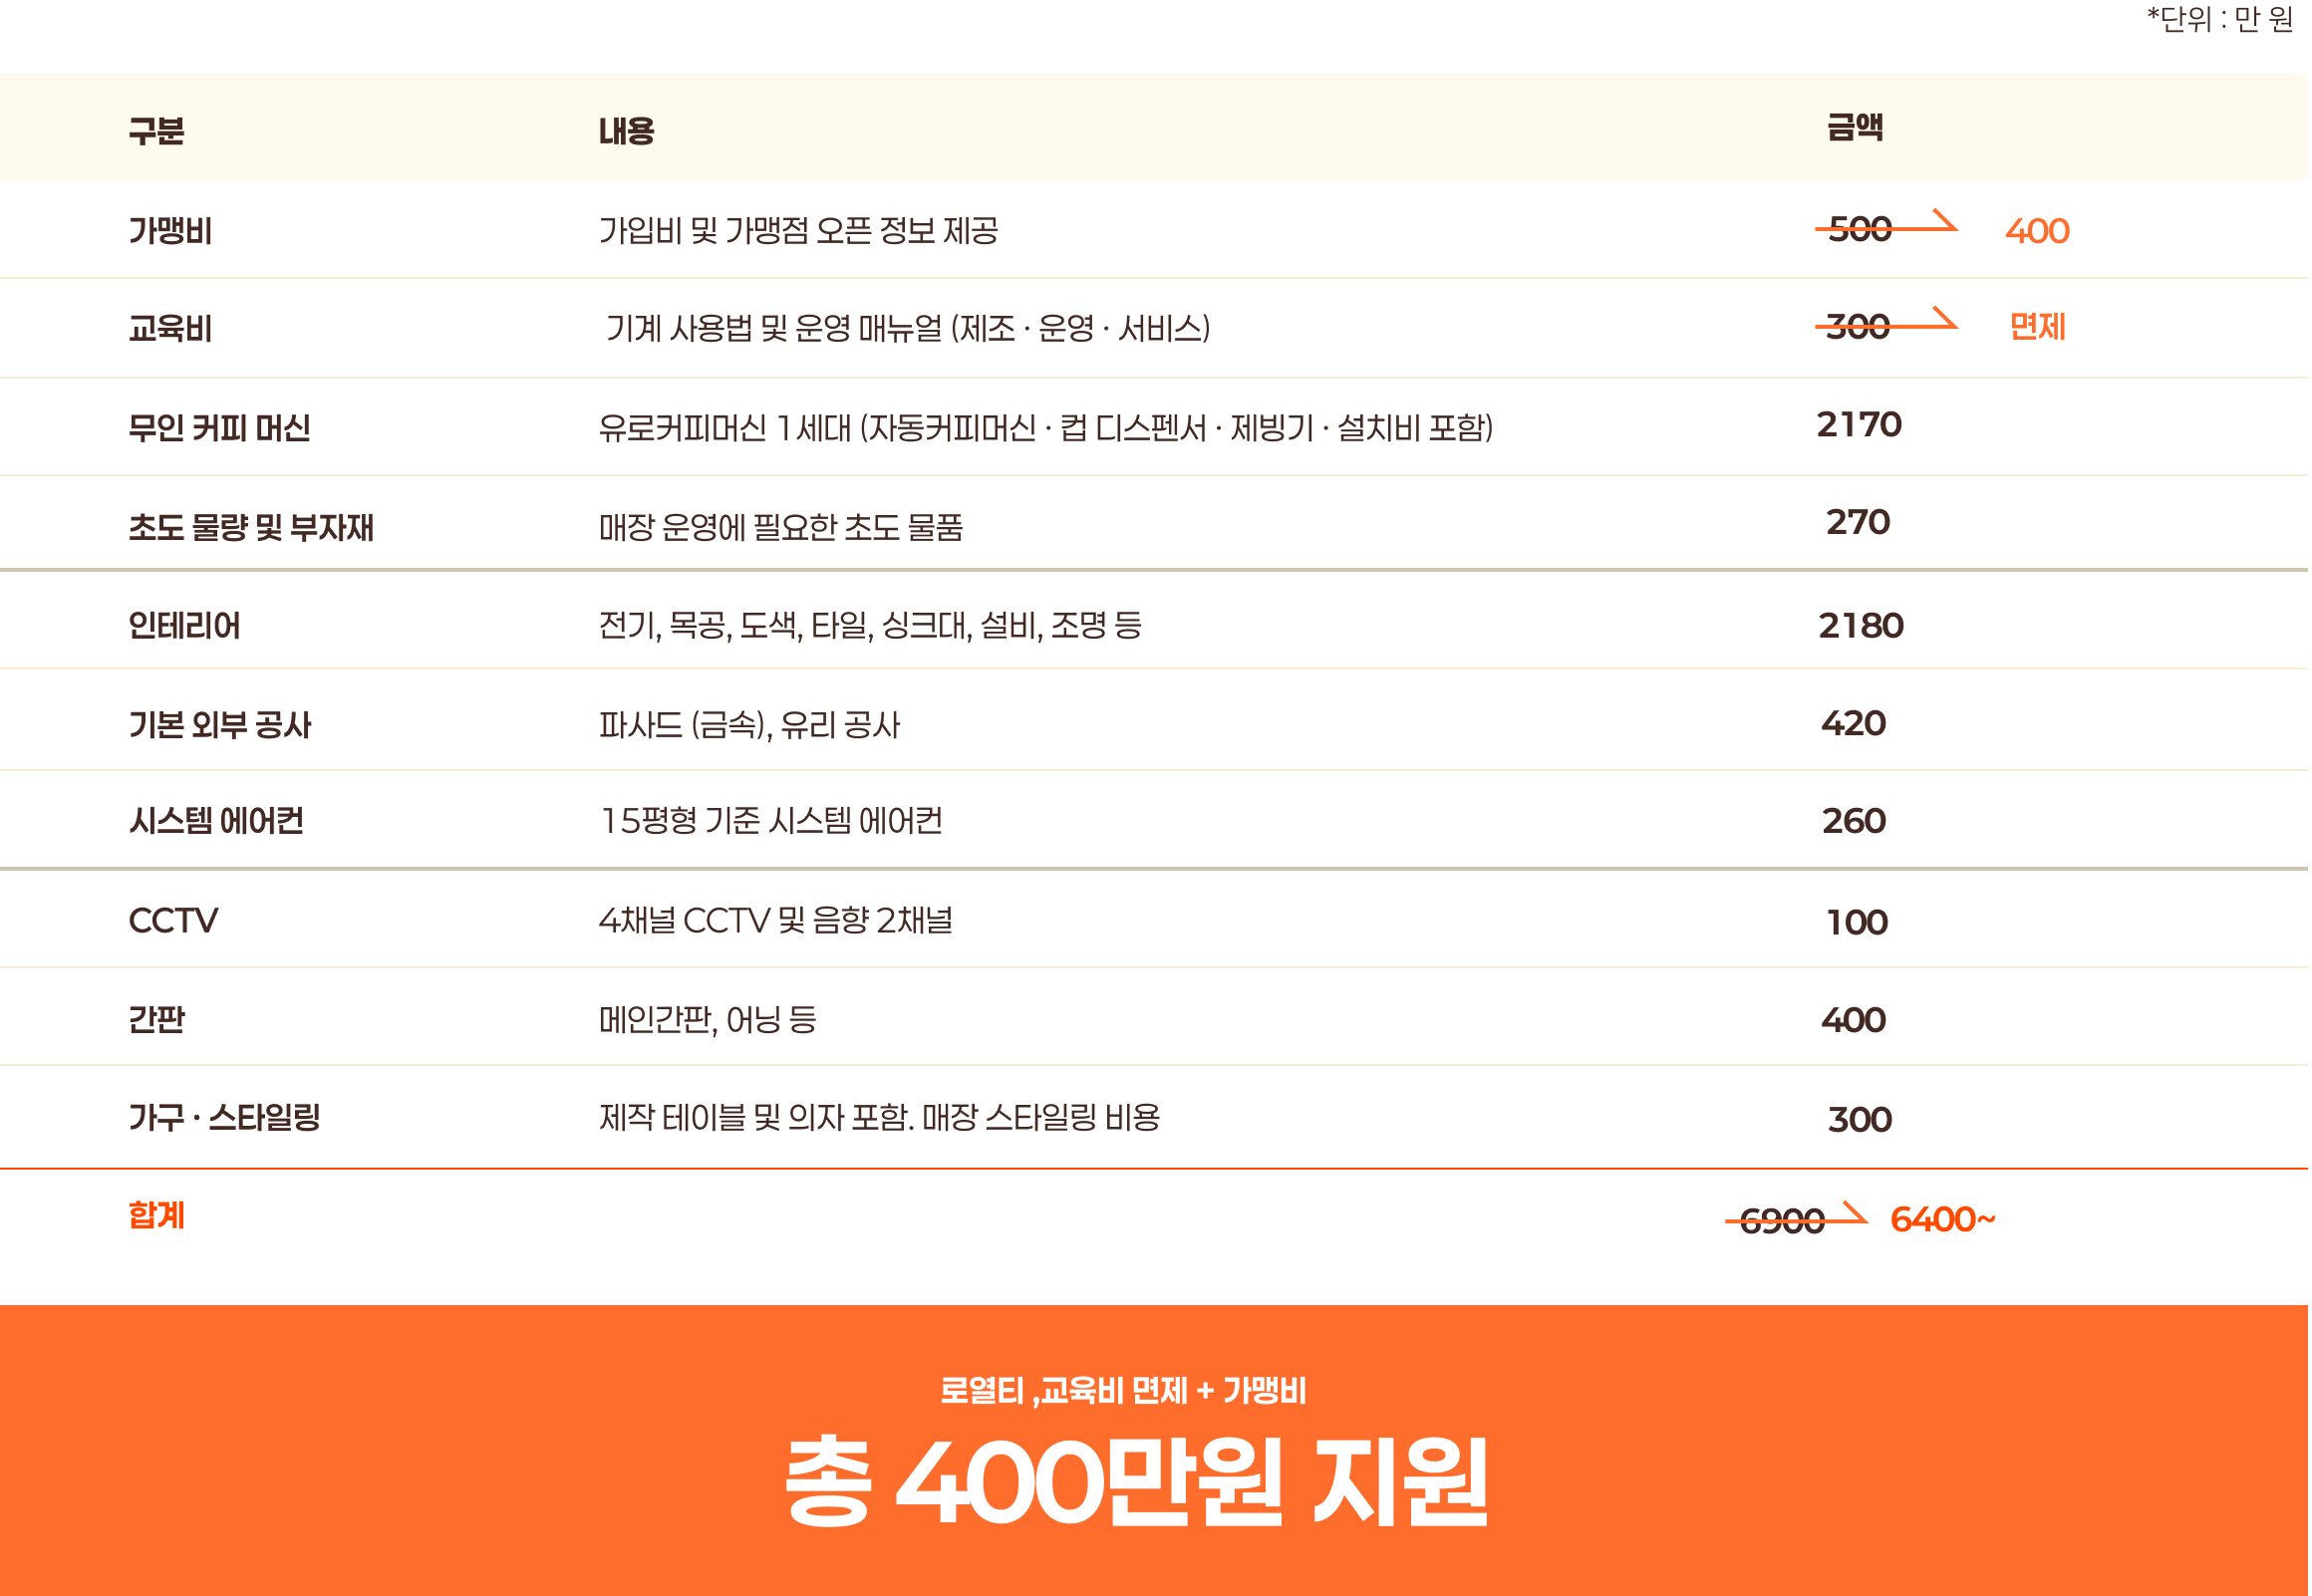 *단위 : 만 원
구분 내용 금액
가맹비 가입비 및 가맹점 오픈 정보 제공 500 400
교육비 기계 사용법 및 운영 매뉴얼 (제조 · 운영 · 서비스) 300 면제
무인 커피 머신 유로커피머신 1세대 (자동커피머신 · 컵 디스펜서 · 제빙기 · 설치비 포함) 2170
초도 물량 및 부자재 매장 운영에 필요한 초도 물품 270
인테리어 전기, 목공, 도색, 타일, 싱크대, 설비, 조명 등 2180
기본 외부 공사 파사드 (금속), 유리 공사 420
시스템 에어컨 15평형 기준 시스템 에어컨 260
CCTV 4채널 CCTV 및 음향 2채널 100
간판 메인간판, 어닝 등 400
가구 · 스타일링 제작 테이블 및 의자 포함. 매장 스타일링 비용 300
합계 6900 6400~
로열티 ,교육비 면제 + 가맹비
총 400만원 지원